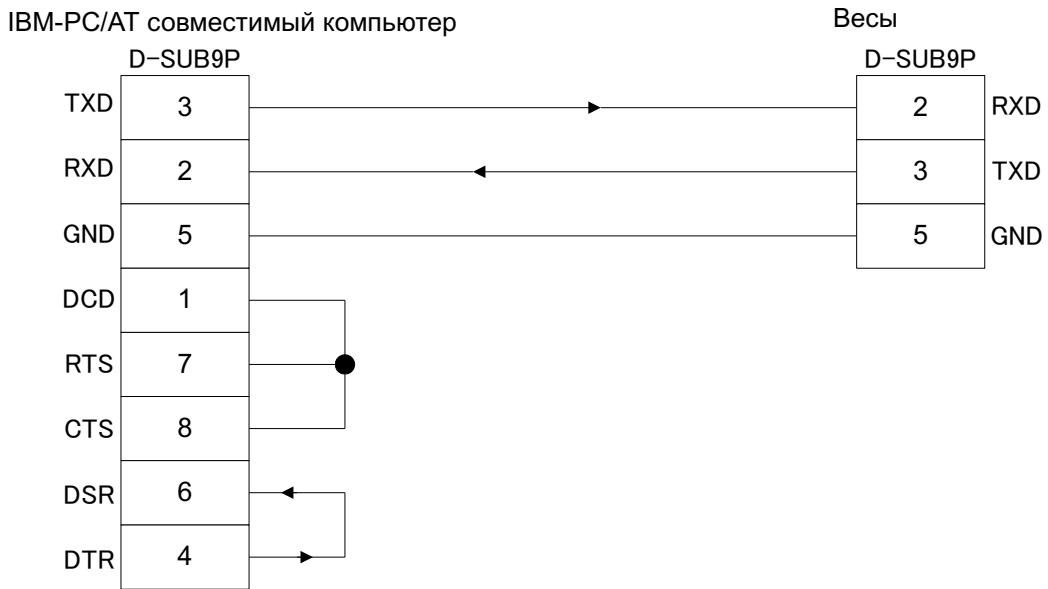 IBM-PC/AT совместимый компьютер Весы
D-SUB9P D-SUB9P
TXD 3 2 RXD
RXD 2 3 TXD
GND 5 5 GND
DCD 1
RTS 7
CTS 8
DSR 6
DTR 4